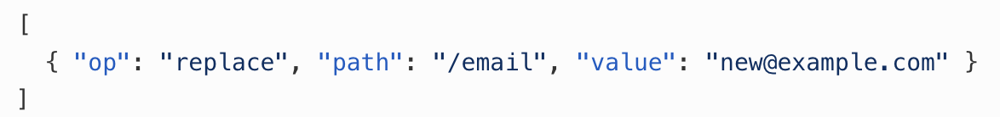 [
  { "op": "replace", "path": "/email", "value": "new@example.com" }
]